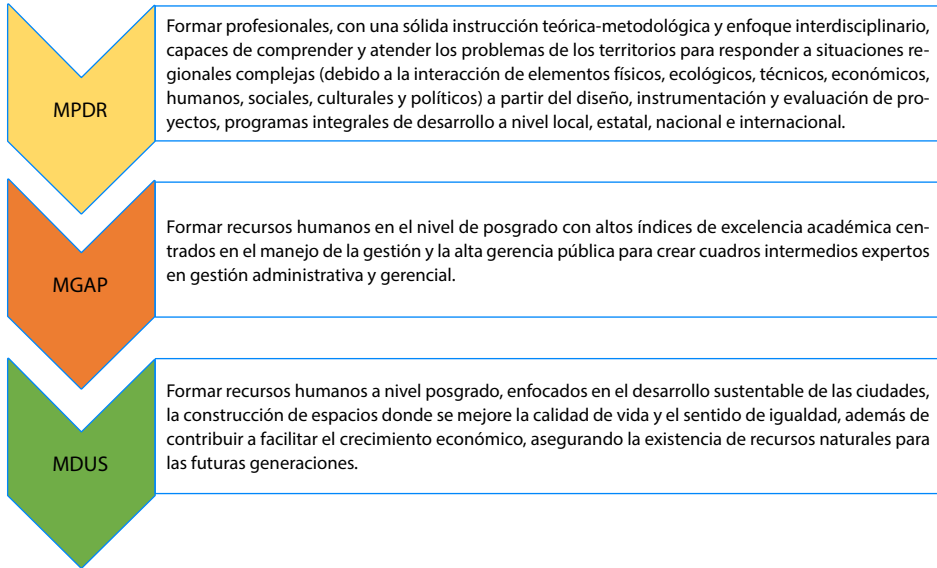 MPDR
Formar profesionales, con una sólida instrucción teórica-metodológica y enfoque interdisciplinario,
capaces de comprender y atender los problemas de los territorios para responder a situaciones re-
gionales complejas (debido a la interacción de elementos físicos, ecológicos, técnicos, económicos,
humanos, sociales, culturales y políticos) a partir del diseño, instrumentación y evaluación de pro-
yectos, programas integrales de desarrollo a nivel local, estatal, nacional e internacional.
MGAP
Formar recursos humanos en el nivel de posgrado con altos índices de excelencia académica cen-
trados en el manejo de la gestión y la alta gerencia pública para crear cuadros intermedios expertos
en gestión administrativa y gerencial.
MDUS
Formar recursos humanos a nivel posgrado, enfocados en el desarrollo sustentable de las ciudades,
la construcción de espacios donde se mejore la calidad de vida y el sentido de igualdad, además de
contribuir a facilitar el crecimiento económico, asegurando la existencia de recursos naturales para
las futuras generaciones.